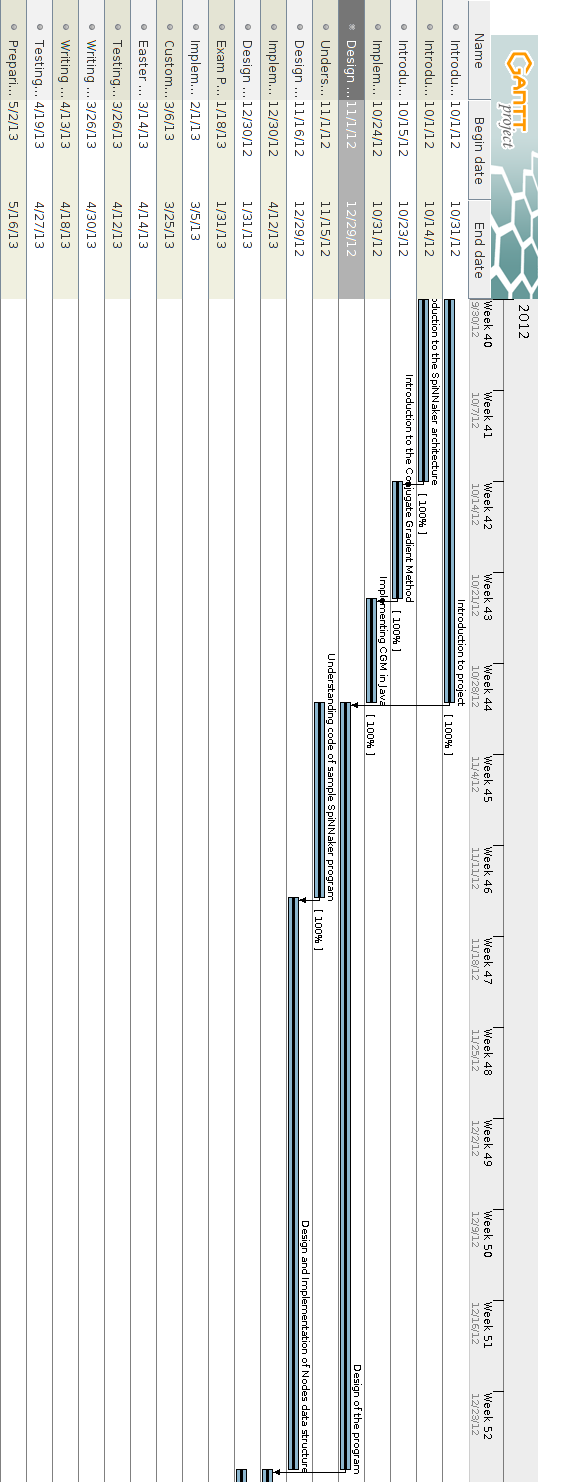 GANTT
project
2012
Name Begin date End date
Week 40 Week 41 Week 42 Week 43 Week 44 Week 45 Week 46 Week 47 Week 48 Week 49 Week 50 Week 51 Week 52
9/30/12 10/7/12 10/14/12 10/21/12 10/28/12 11/4/12 11/11/12 11/18/12 11/25/12 12/2/12 12/9/12 12/16/12 12/23/12
Introdu... 10/1/12 10/31/12 Introduction to project [ 100% ]
Introdu... 10/1/12 10/14/12 oduction to the SpiNNaker architecture [ 100% ]
Introdu... 10/15/12 10/23/12 Introduction to the Conjugate Gradient Method [ 100% ]
Implem... 10/24/12 10/31/12 Implementing CGM in Java [ 100% ]
Design ... 11/1/12 12/29/12 Design of the program
Unders... 11/1/12 11/15/12 Understanding code of sample SpiNNaker program [ 100% ]
Design ... 11/16/12 12/29/12 Design and Implementation of Nodes data structure
Implem... 12/30/12 4/12/13
Design ... 12/30/12 1/31/13
Exam P... 1/18/13 1/31/13
Implem... 2/1/13 3/5/13
Custom... 3/6/13 3/25/13
Easter ... 3/14/13 4/14/13
Testing... 3/26/13 4/12/13
Writing ... 3/26/13 4/30/13
Writing ... 4/13/13 4/18/13
Testing... 4/19/13 4/27/13
Prepari... 5/2/13 5/16/13